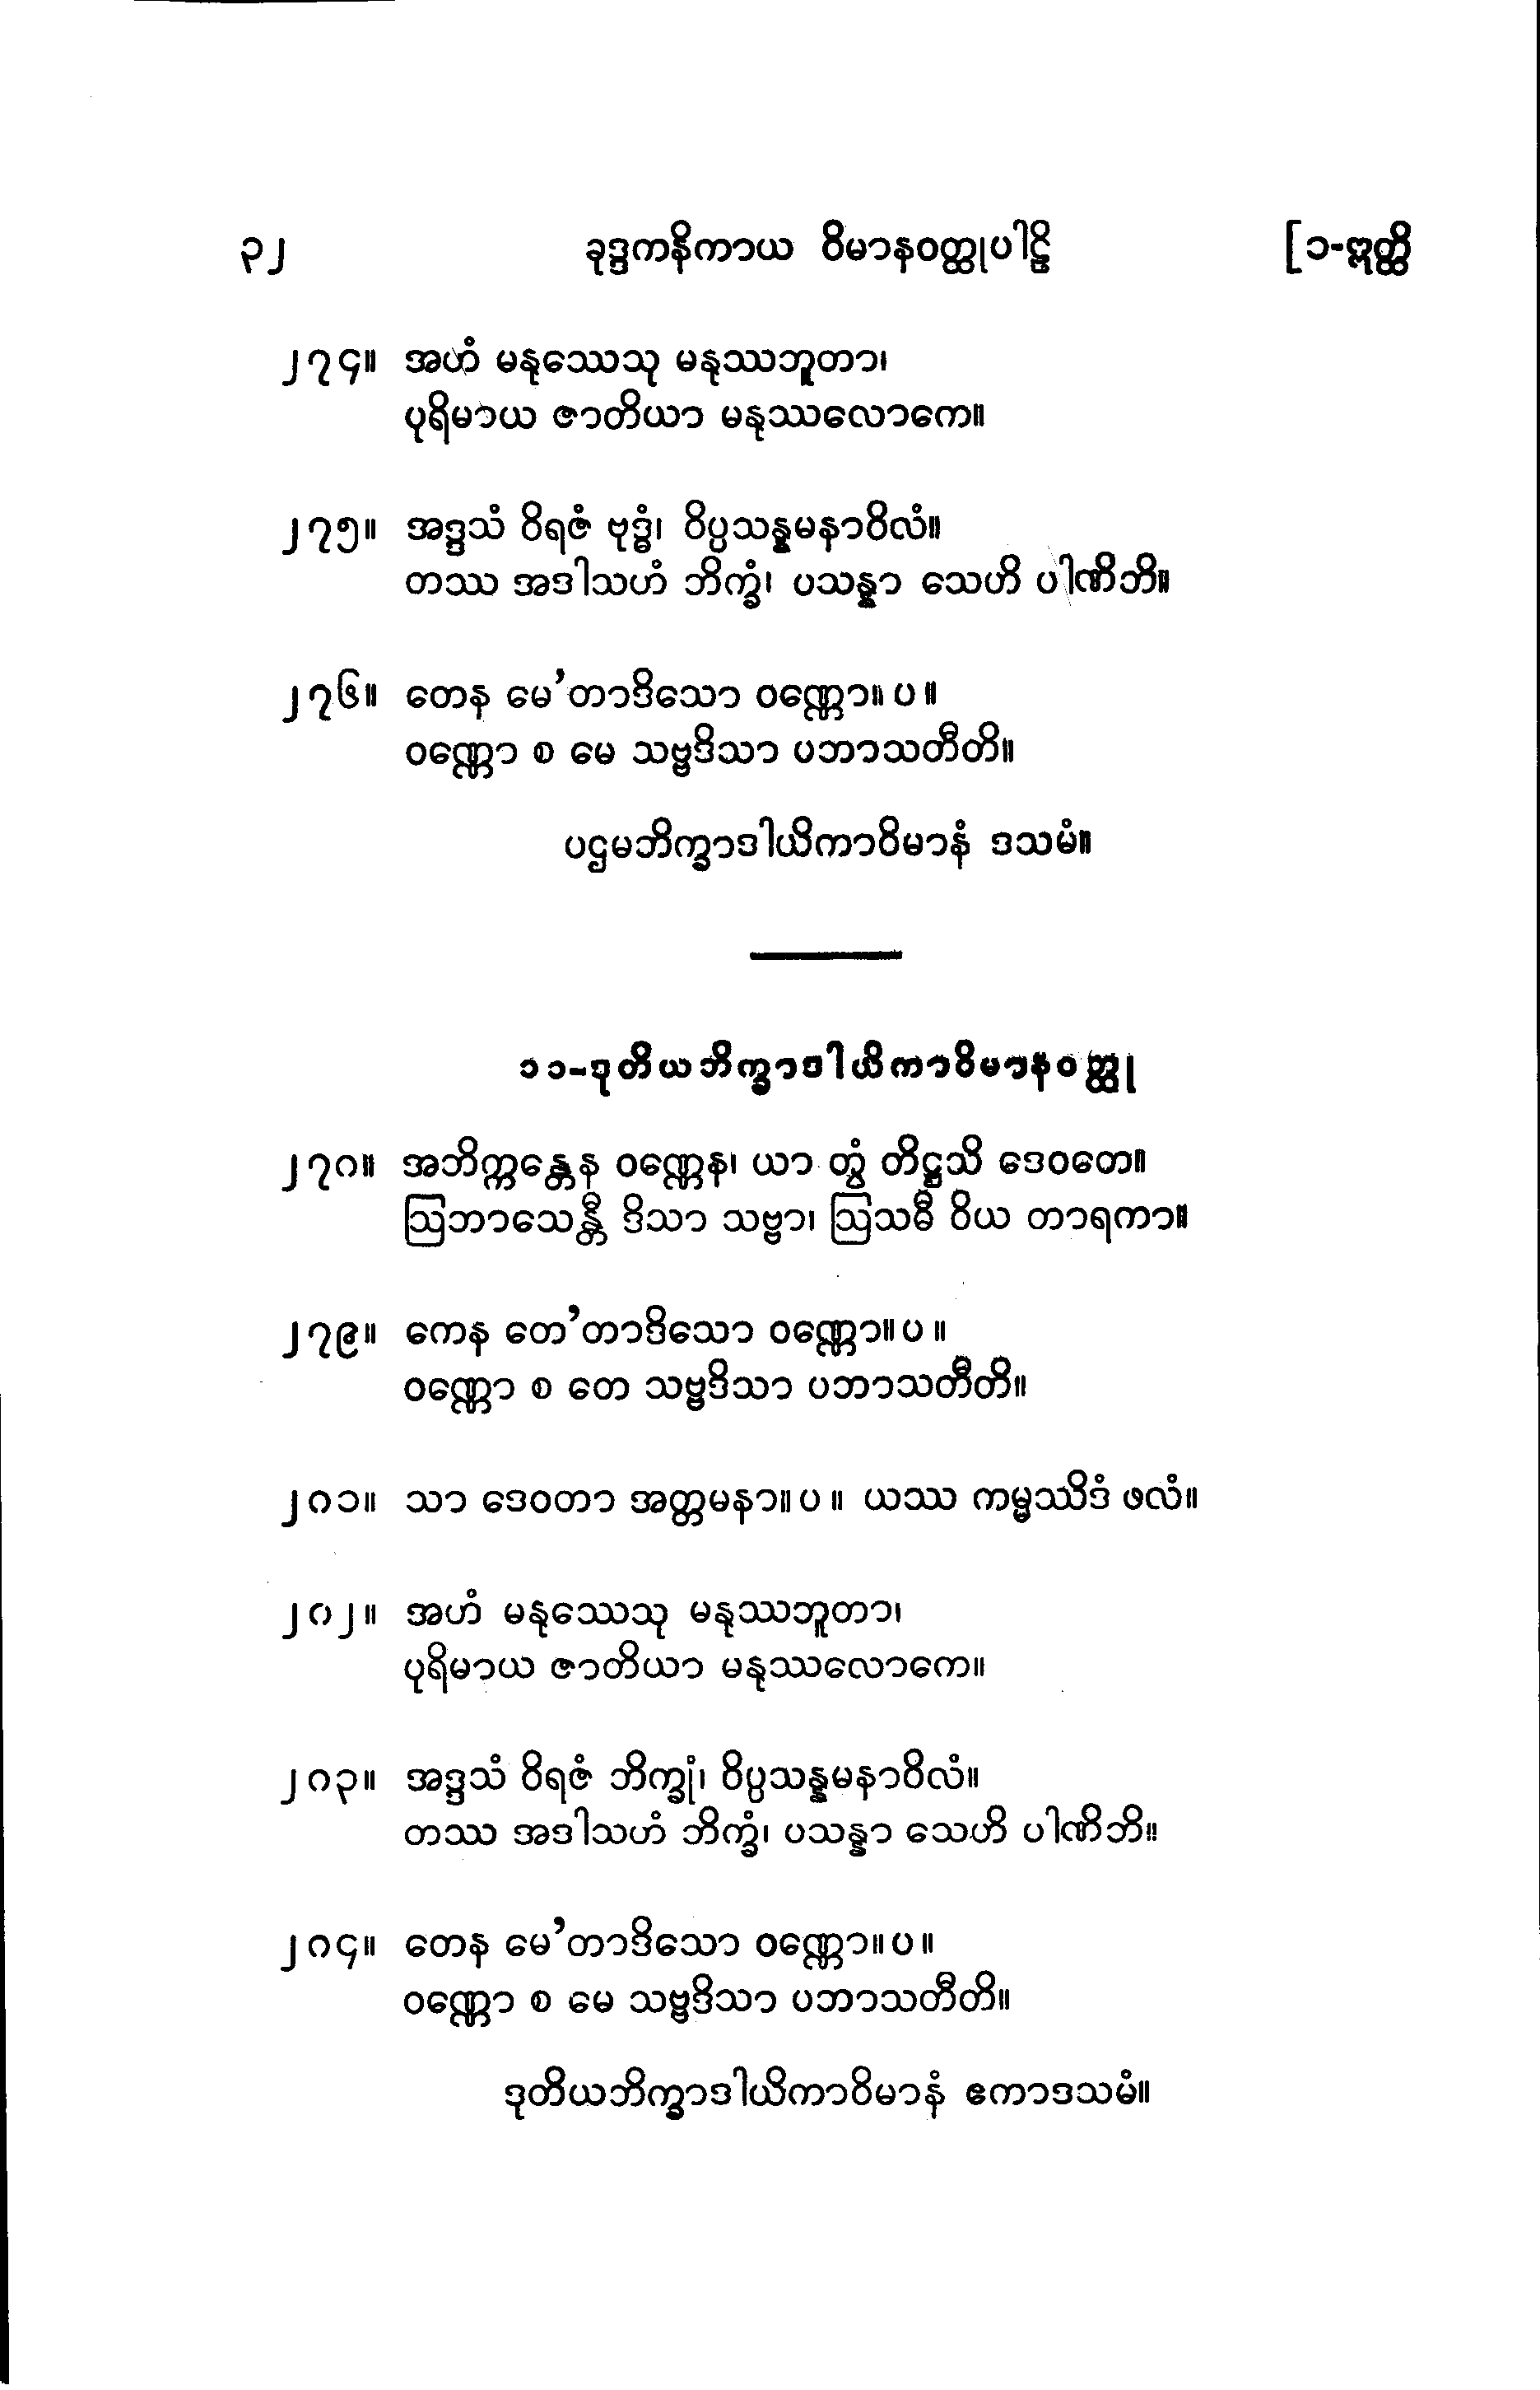 ၃၂ ခုဒ္ဒကနိကာယ ဝိမာနဝတ္ထုပါဠိ [၁-ဣတ္ထိ
၂၇၄။ အဟံ မနုဿေသု မနုဿဘူတာ၊
ပုရိမာယ ဇာတိယာ မနုဿလောကေ။
၂၇၅။ အဒ္ဒသံ ဝိရဇံ ဗုဒ္ဓံ၊ ဝိပ္ပသန္နမနာဝိလံ။
တဿ အဒါသဟံ ဘိက္ခံ၊ ပသန္နာ သေဟိ ပါဏိဘိ။
၂၇၆။ တေန မေ’တာဒိသော ဝဏ္ဏော။ ပ ။
ဝဏ္ဏော စ မေ သဗ္ဗဒိသာ ပဘာသတီတိ။
ပဌမဘိက္ခာဒါယိကာဝိမာနံ ဒသမံ။
၁၁-ဒုတိယဘိက္ခာဒါယိကာဝိမာနဝတ္ထု
၂၇၈။ အဘိက္ကန္တေန ဝဏ္ဏေန၊ ယာ တွံ တိဋ္ဌသိ ဒေဝတေ။
ဩဘာသေန္တီ ဒိသာ သဗ္ဗာ၊ ဩသဓီ ဝိယ တာရကာ။
၂၇၉။ ကေန တေ’တာဒိသော ဝဏ္ဏော။ ပ ။
ဝဏ္ဏော စ တေ သဗ္ဗဒိသာ ပဘာသတီတိ။
၂၈၁။ သာ ဒေဝတာ အတ္တမနာ။ ပ ။ ယဿ ကမ္မဿိဒံ ဖလံ။
၂၈၂။ အဟံ မနုဿေသု မနုဿဘူတာ၊
ပုရိမာယ ဇာတိယာ မနုဿလောကေ။
၂၈၃။ အဒ္ဒသံ ဝိရဇံ ဘိက္ခုံ၊ ဝိပ္ပသန္နမနာဝိလံ။
တဿ အဒါသဟံ ဘိက္ခံ၊ ပသန္နာ သေဟိ ပါဏိဘိ။
၂၈၄။ တေန မေ’တာဒိသော ဝဏ္ဏော။ ပ ။
ဝဏ္ဏော စ မေ သဗ္ဗဒိသာ ပဘာသတီတိ။
ဒုတိယဘိက္ခာဒါယိကာဝိမာနံ ဧကာဒသမံ။